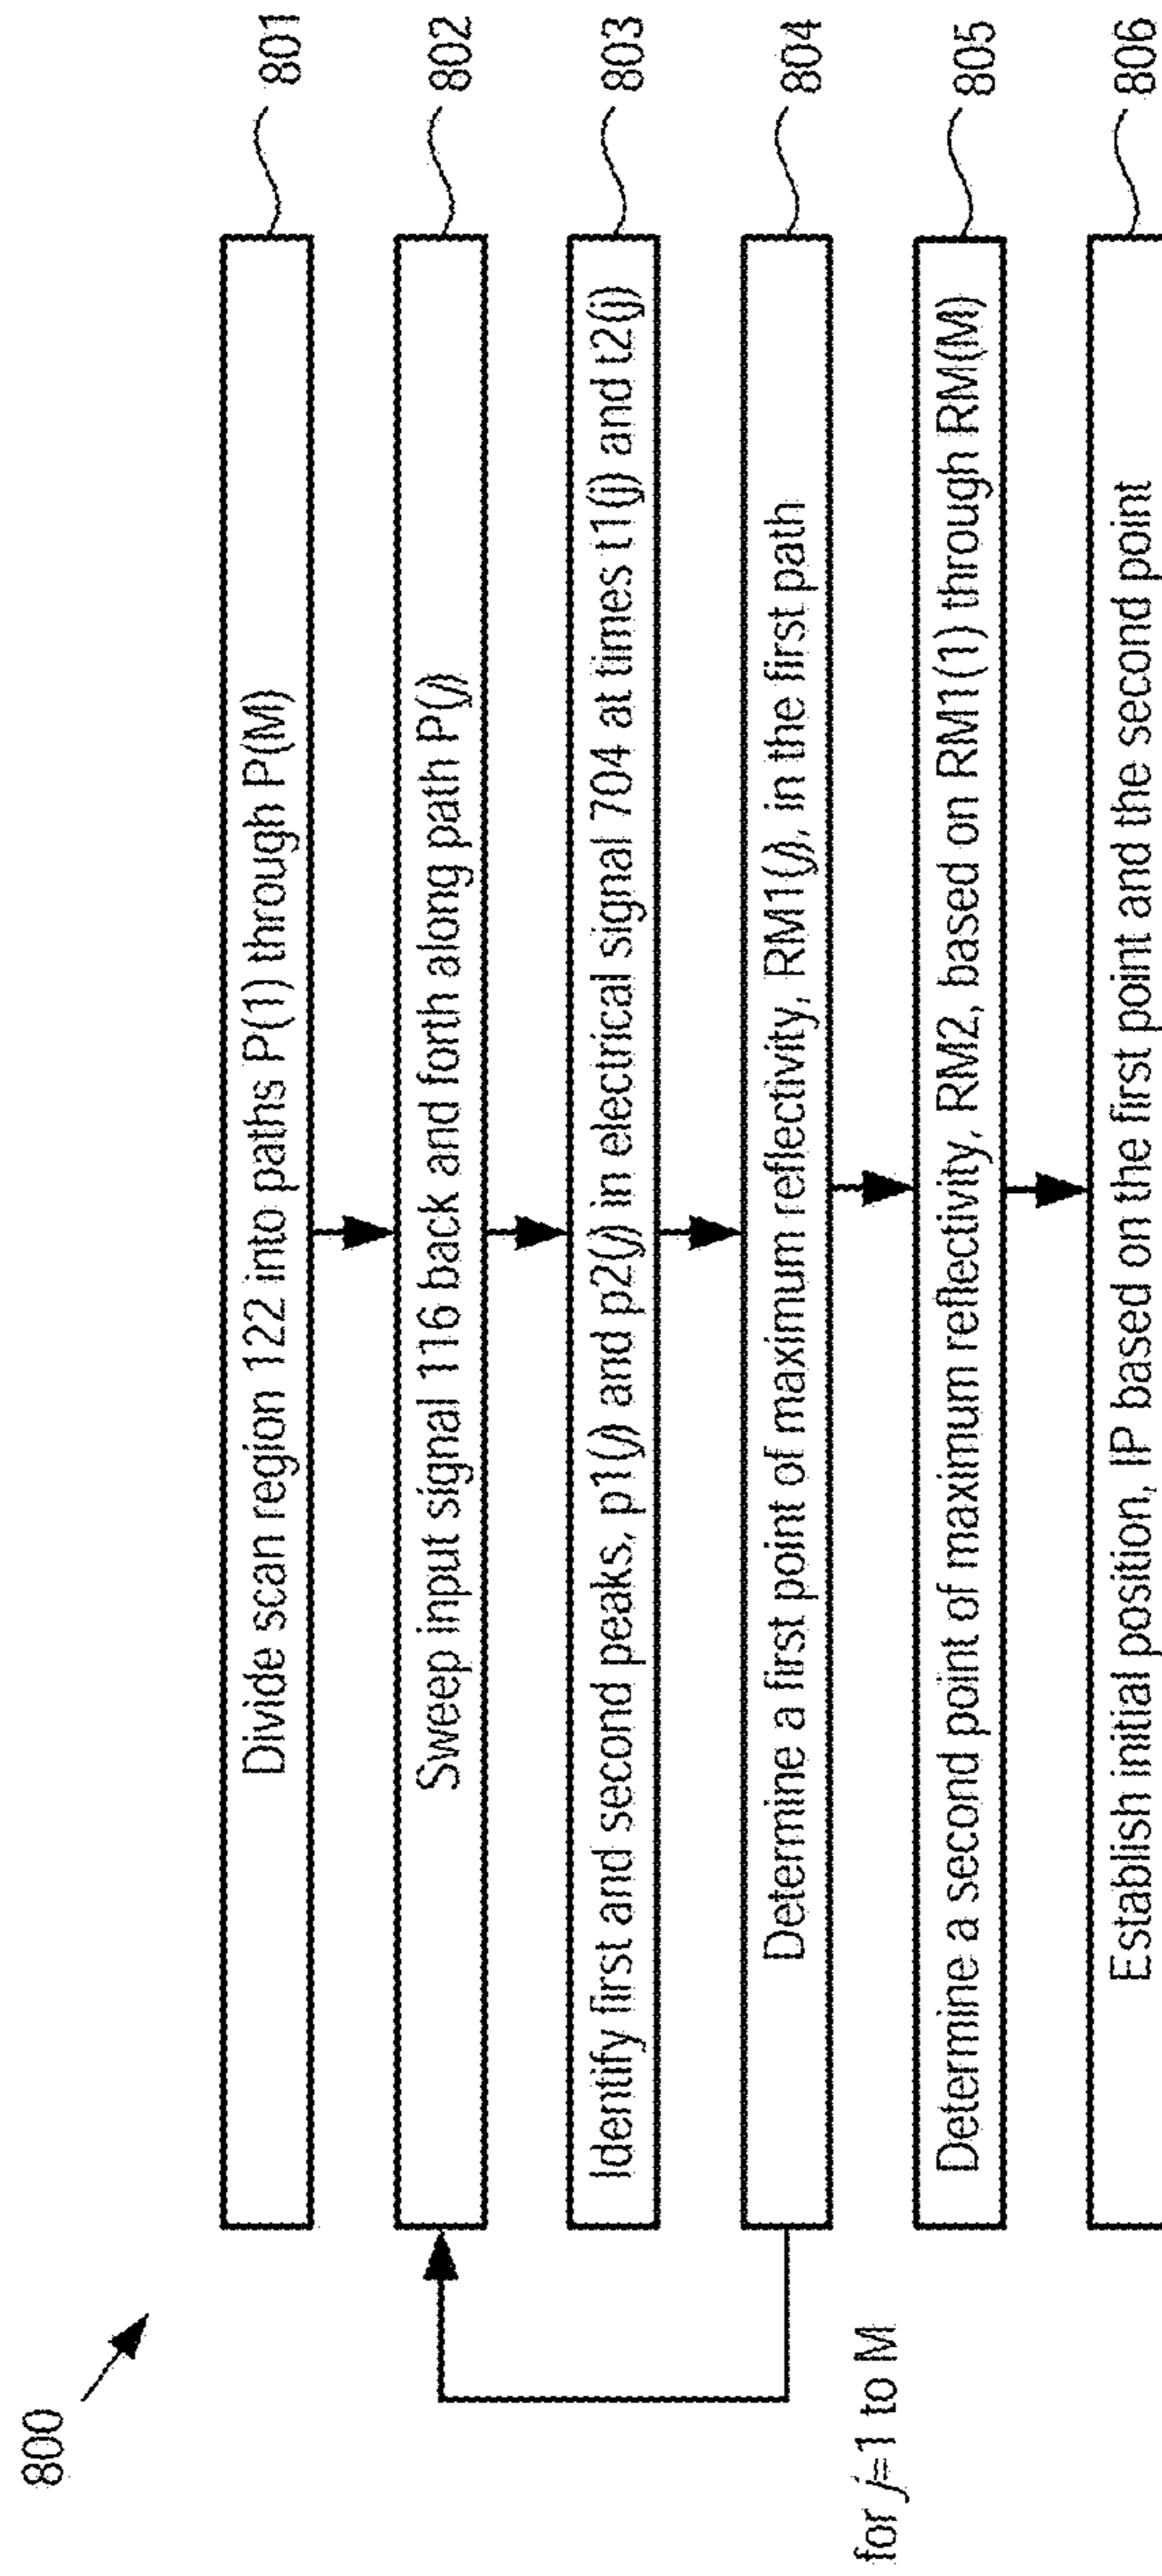 800
Divide scan region 122 into paths P(1) through P(M)
801
Sweep input signal 116 back and forth along path P(j)
802
Identify first and second peaks, p1(j) and p2(j) in electrical signal 704 at times t1(j) and t2(j)
803
Determine a first point of maximum reflectivity, RM1(j), in the first path
804
for j=1 to M
Determine a second point of maximum reflectivity, RM2, based on RM1(1) through RM(M)
805
Establish initial position, IP based on the first point and the second point
806